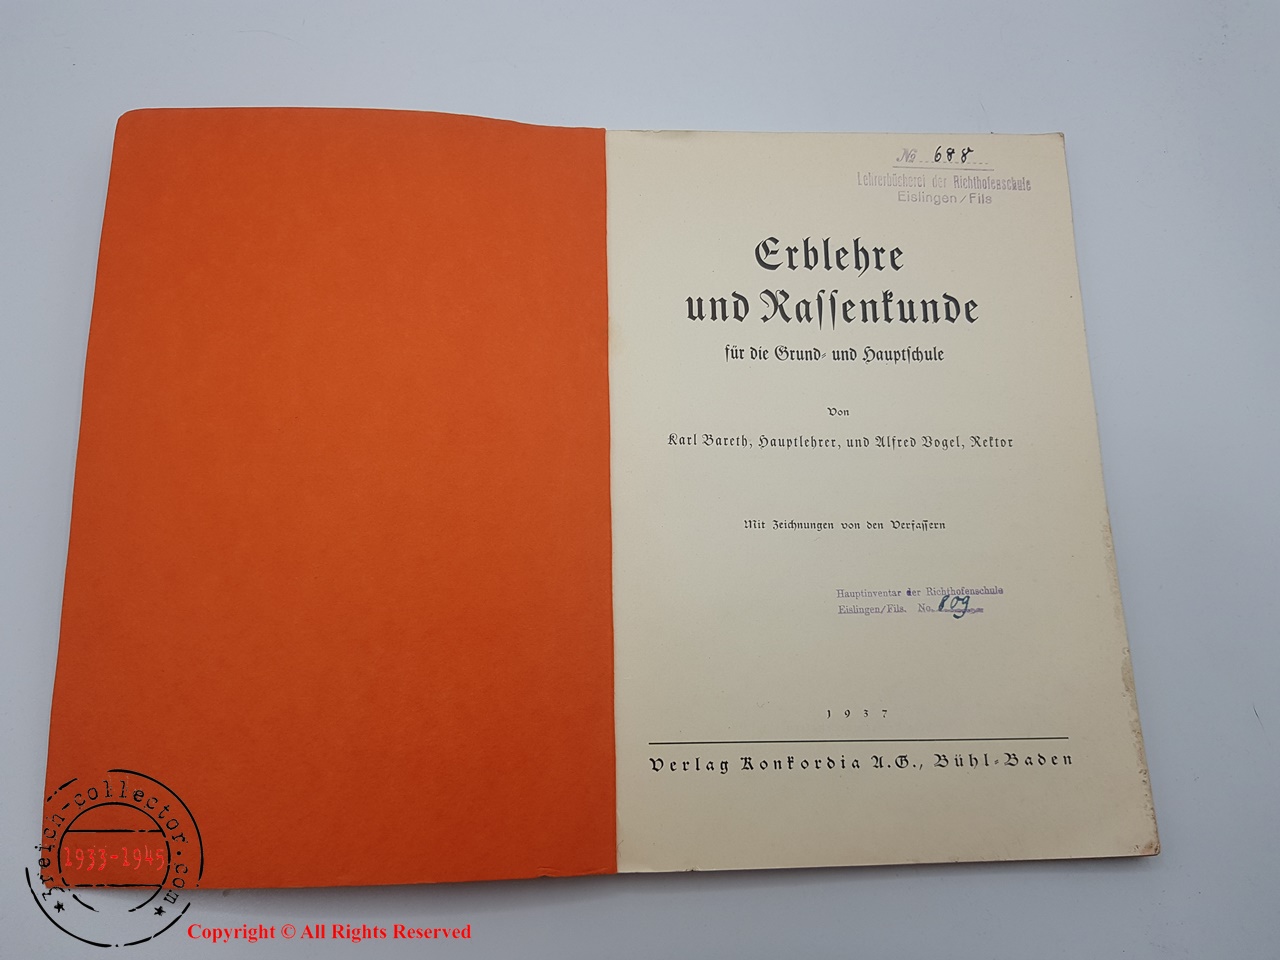 № 688
Lehrerbücherei der Richthofenschule
Eislingen/Fils
Erblehre
und Rassenkunde
für die Grund- und Hauptschule
Von
Karl Bareth, Hauptlehrer, und Alfred Vogel, Rektor
Mit Zeichnungen von den Verfassern
Hauptinventar der Richthofenschule
Eislingen/Fils. No. 809
1937
Verlag Konkordia A.G., Bühl-Baden
3reich-collector.com
1933-1945
Copyright © All Rights Reserved